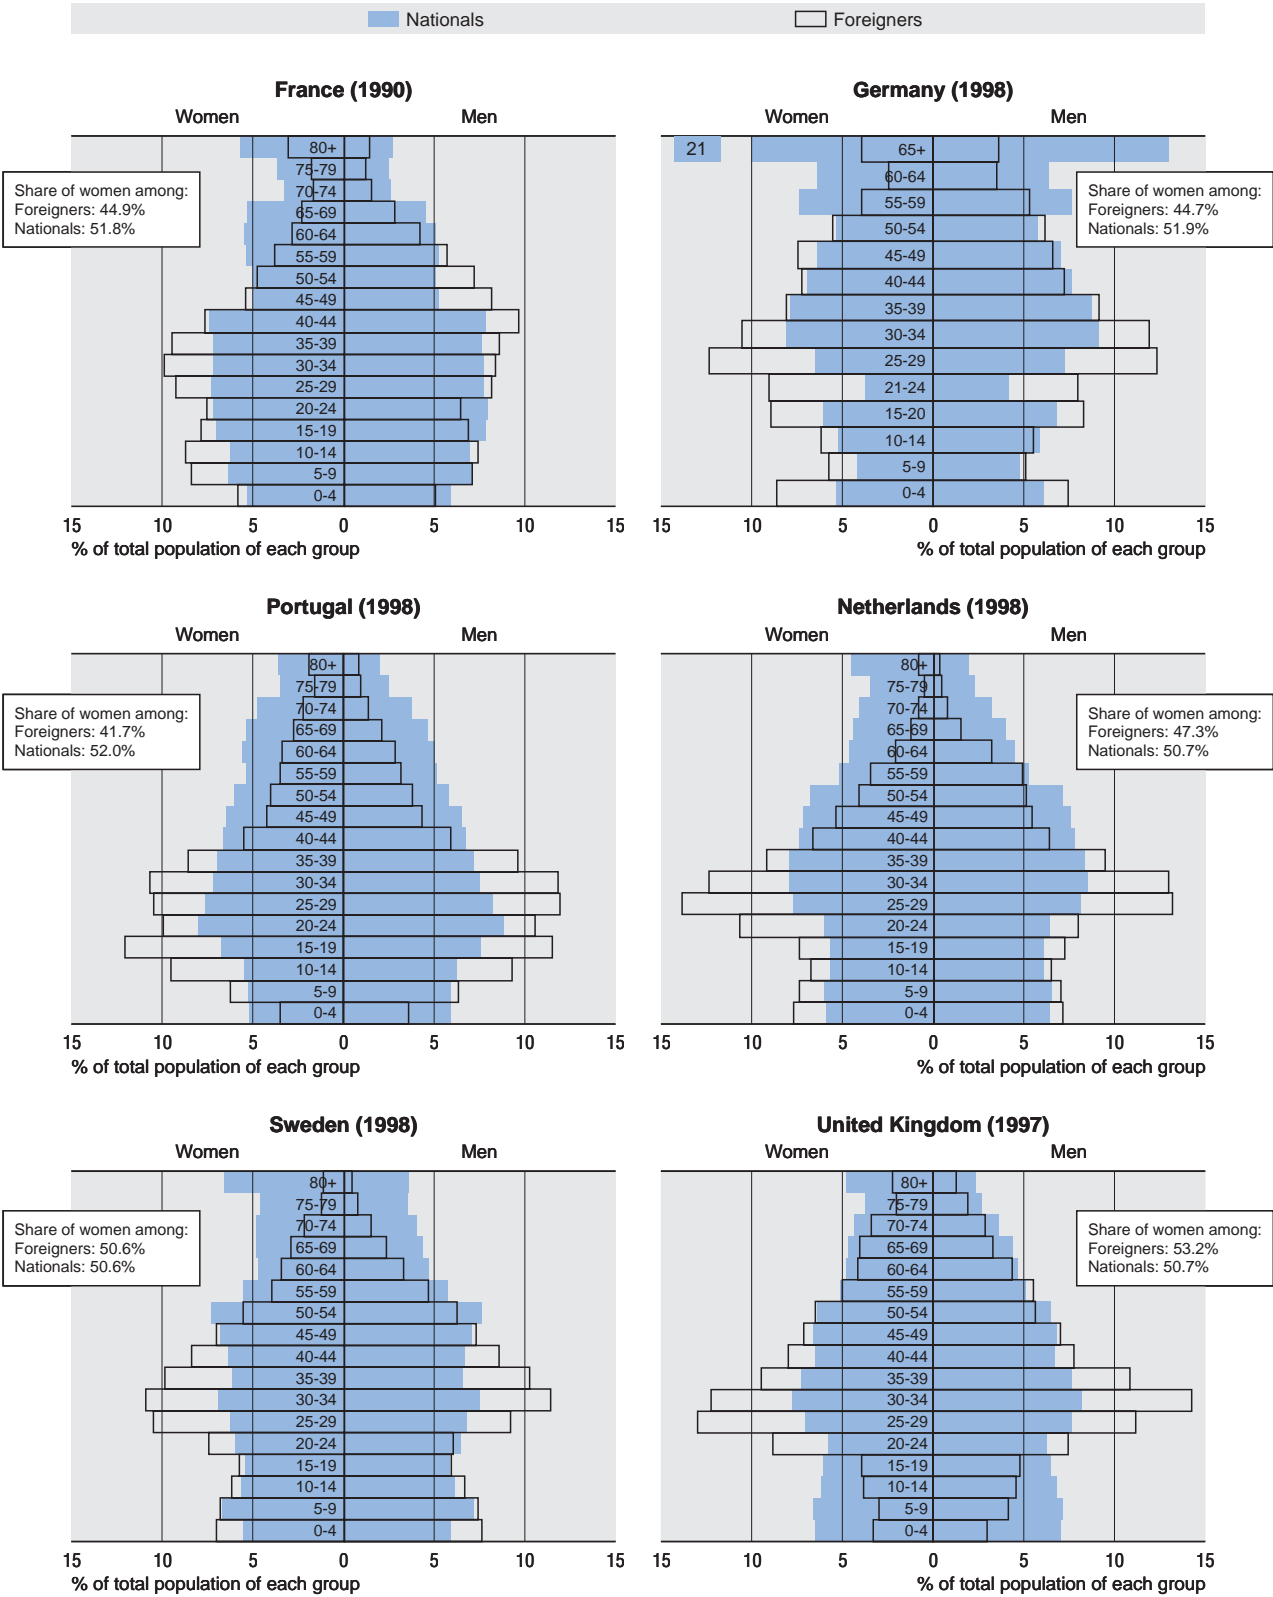 Nationals Foreigners
France (1990)
Women Men
80+
75-79
70-74
65-69
60-64
55-59
50-54
45-49
40-44
35-39
30-34
25-29
20-24
15-19
10-14
5-9
0-4
Share of women among:
Foreigners: 44.9%
Nationals: 51.8%
15 10 5 0 5 10 15
% of total population of each group
Germany (1998)
Women Men
21
65+
60-64
55-59
50-54
45-49
40-44
35-39
30-34
25-29
21-24
15-20
10-14
5-9
0-4
Share of women among:
Foreigners: 44.7%
Nationals: 51.9%
15 10 5 0 5 10 15
% of total population of each group
Portugal (1998)
Women Men
80+
75-79
70-74
65-69
60-64
55-59
50-54
45-49
40-44
35-39
30-34
25-29
20-24
15-19
10-14
5-9
0-4
Share of women among:
Foreigners: 41.7%
Nationals: 52.0%
15 10 5 0 5 10 15
% of total population of each group
Netherlands (1998)
Women Men
80+
75-79
70-74
65-69
60-64
55-59
50-54
45-49
40-44
35-39
30-34
25-29
20-24
15-19
10-14
5-9
0-4
Share of women among:
Foreigners: 47.3%
Nationals: 50.7%
15 10 5 0 5 10 15
% of total population of each group
Sweden (1998)
Women Men
80+
75-79
70-74
65-69
60-64
55-59
50-54
45-49
40-44
35-39
30-34
25-29
20-24
15-19
10-14
5-9
0-4
Share of women among:
Foreigners: 50.6%
Nationals: 50.6%
15 10 5 0 5 10 15
% of total population of each group
United Kingdom (1997)
Women Men
80+
75-79
70-74
65-69
60-64
55-59
50-54
45-49
40-44
35-39
30-34
25-29
20-24
15-19
10-14
5-9
0-4
Share of women among:
Foreigners: 53.2%
Nationals: 50.7%
15 10 5 0 5 10 15
% of total population of each group